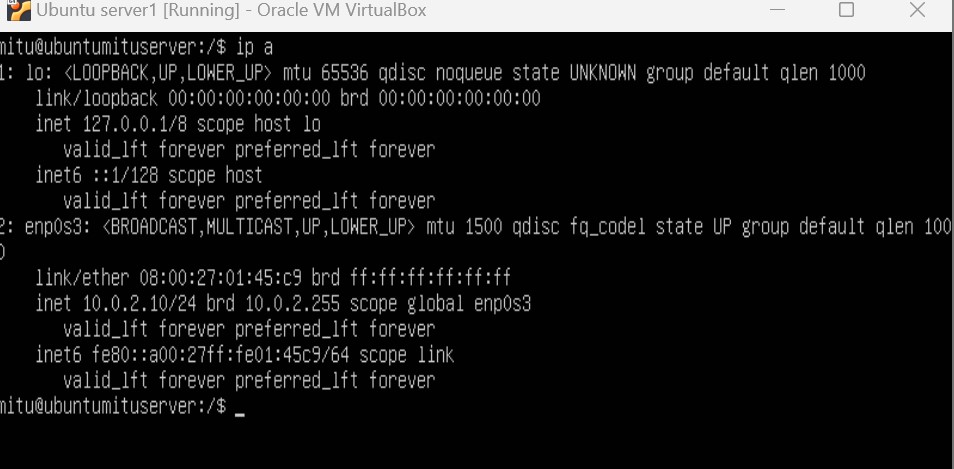 Ubuntu server1 [Running] - Oracle VM VirtualBox
mitu@ubuntumituserver:/$ ip a
1: lo: <LOOPBACK,UP,LOWER_UP> mtu 65536 qdisc noqueue state UNKNOWN group default qlen 1000
    link/loopback 00:00:00:00:00:00 brd 00:00:00:00:00:00
    inet 127.0.0.1/8 scope host lo
       valid_lft forever preferred_lft forever
    inet6 ::1/128 scope host
       valid_lft forever preferred_lft forever
2: enp0s3: <BROADCAST,MULTICAST,UP,LOWER_UP> mtu 1500 qdisc fq_codel state UP group default qlen 100
0
    link/ether 08:00:27:01:45:c9 brd ff:ff:ff:ff:ff:ff
    inet 10.0.2.10/24 brd 10.0.2.255 scope global enp0s3
       valid_lft forever preferred_lft forever
    inet6 fe80::a00:27ff:fe01:45c9/64 scope link
       valid_lft forever preferred_lft forever
mitu@ubuntumituserver:/$ _